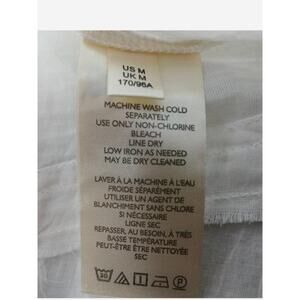 US M
UK M
170/96A
MACHINE WASH COLD
SEPARATELY
USE ONLY NON-CHLORINE
BLEACH
LINE DRY
LOW IRON AS NEEDED
MAY BE DRY CLEANED
LAVER À LA MACHINE À L'EAU
FROIDE SÉPARÉMENT
UTILISER UN AGENT DE
BLANCHIMENT SANS CHLORE
SI NÉCESSAIRE
LIGNE SEC
REPASSER, AU BESOIN, À TRÈS
BASSE TEMPÉRATURE
PEUT-ÊTRE ÊTRE NETTOYÉ
SEC
30
P